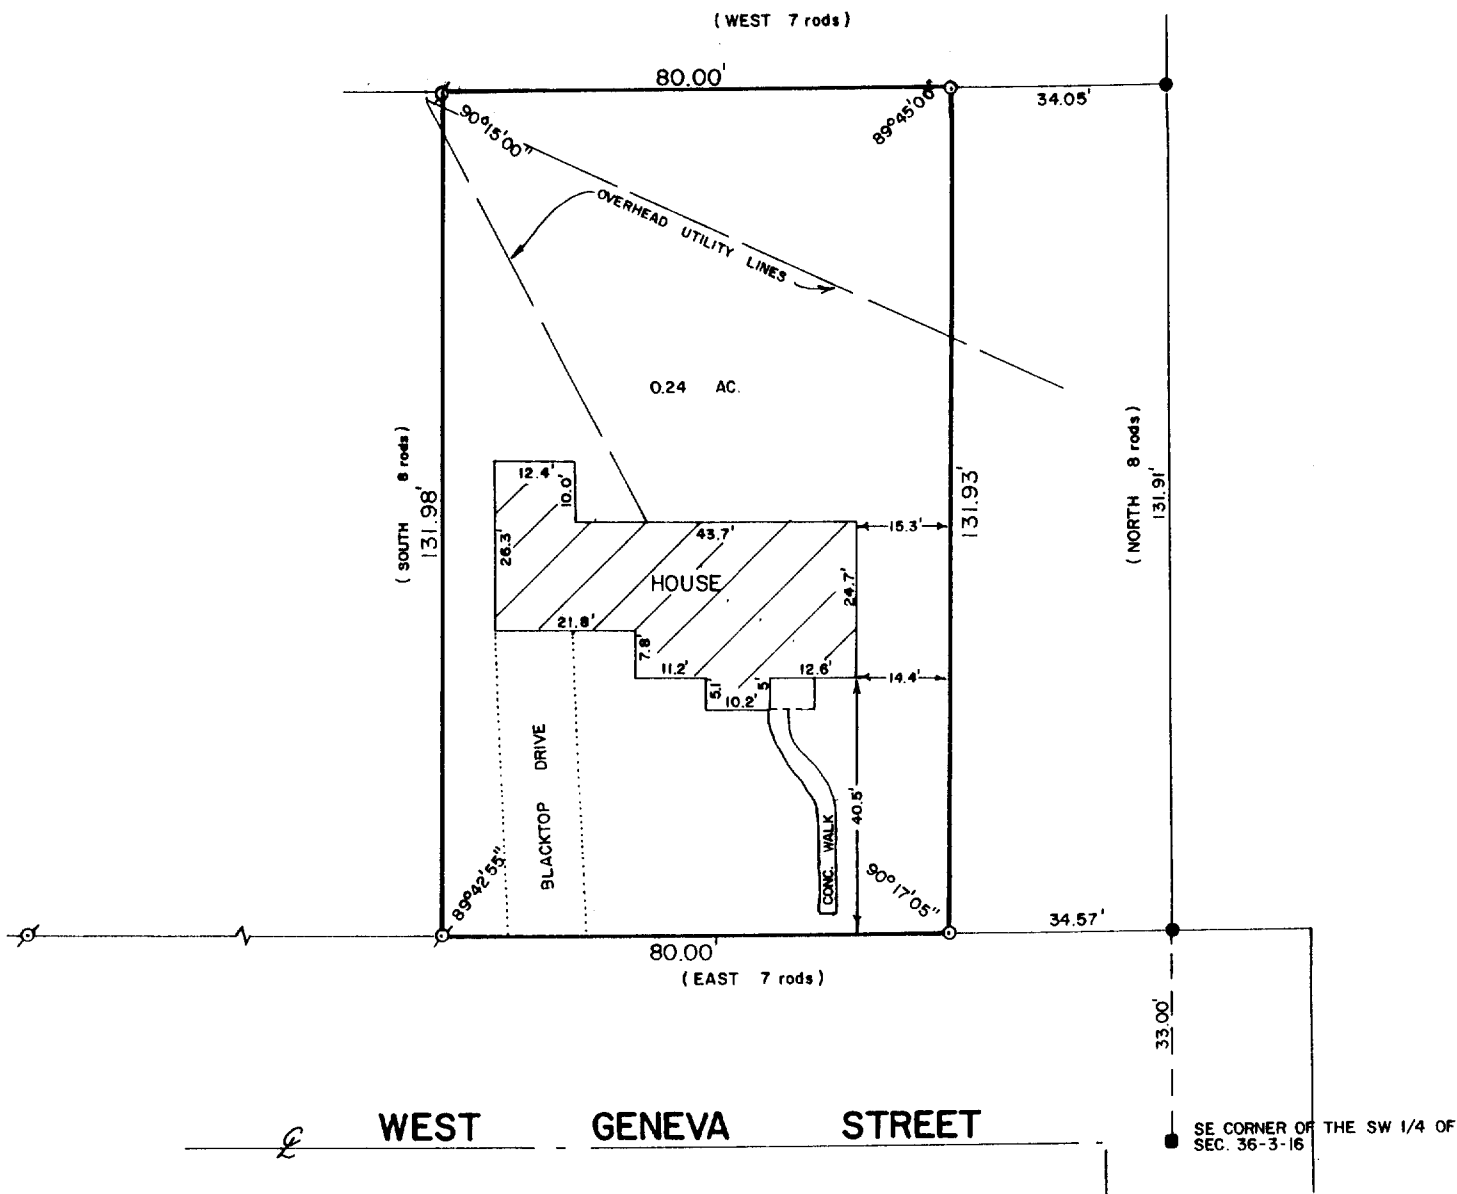 (WEST 7 rods)
80.00'
34.05'
90°15'00"
89°45'00"
OVERHEAD UTILITY LINES
0.24 AC.
(SOUTH 8 rods)
131.98'
131.93'
(NORTH 8 rods)
131.91'
12.4'
10.0'
26.3'
43.7'
15.3'
HOUSE
24.7'
21.8'
7.8'
11.2'
12.6'
14.4'
5.1'
10.2'
5'
BLACKTOP DRIVE
40.5'
CONC. WALK
89°42'55"
90°17'05"
34.57'
80.00'
(EAST 7 rods)
33.00'
WEST GENEVA STREET
SE CORNER OF THE SW 1/4 OF
SEC. 36-3-16